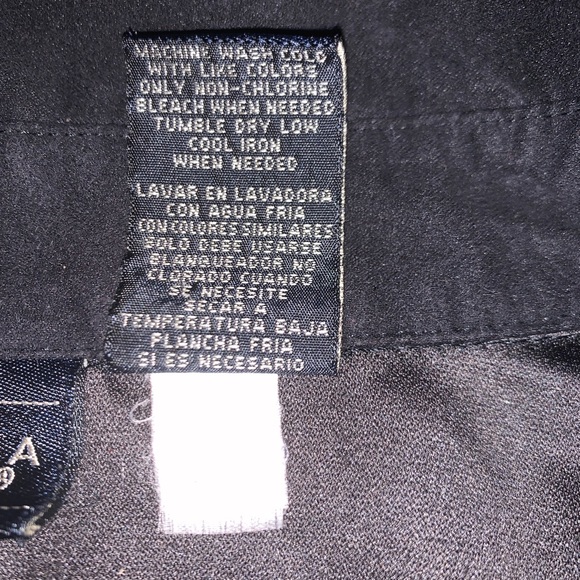 MACHINE WASH COLD
WITH LIKE COLORS
ONLY NON-CHLORINE
BLEACH WHEN NEEDED
TUMBLE DRY LOW
COOL IRON
WHEN NEEDED
LAVAR EN LAVADORA
CON AGUA FRIA
CON COLORES SIMILARES
SOLO DEBE USARSE
BLANQUEADOR NO
CLORADO CUANDO
SE NECESITE
SECAR A
TEMPERATURA BAJA
PLANCHA FRIA
SI ES NECESARIO
A
®